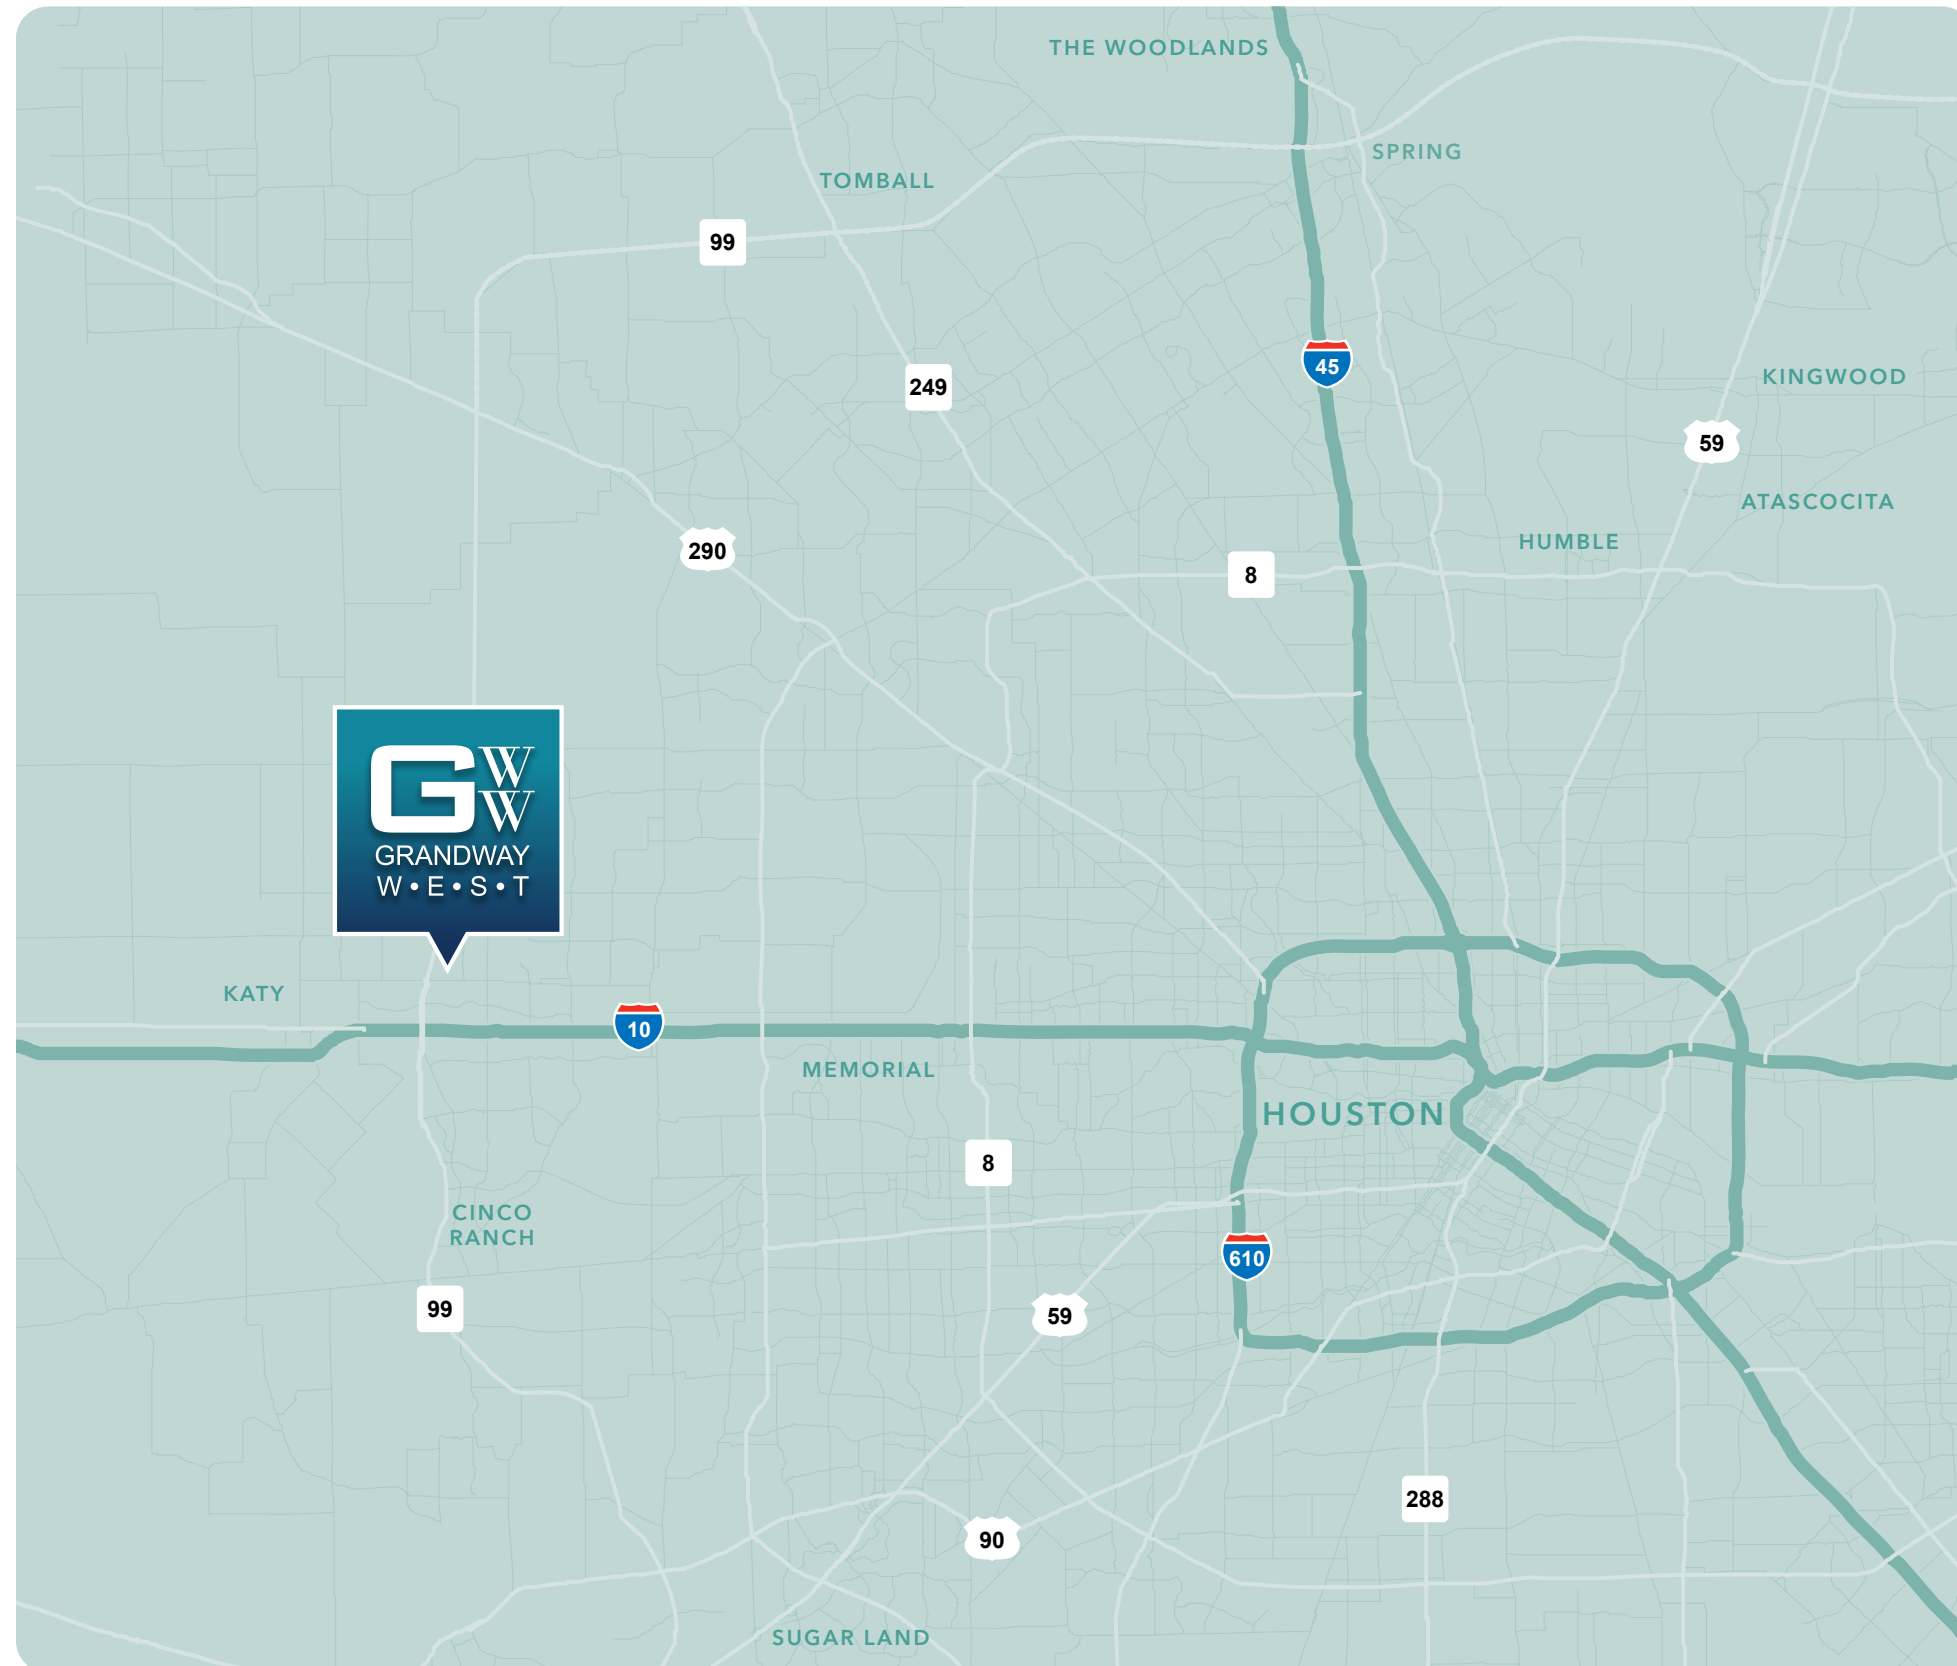 THE WOODLANDS
SPRING
TOMBALL
99
45
KINGWOOD
249
59
ATASCOCITA
HUMBLE
290
8
GWW
GRANDWAY
W•E•S•T
KATY
10
MEMORIAL
HOUSTON
8
CINCO
RANCH
610
99
59
288
90
SUGAR LAND